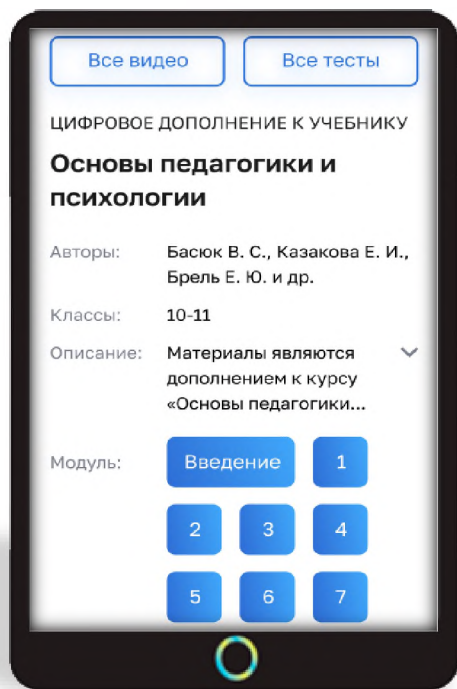 Все видео Все тесты
ЦИФРОВОЕ ДОПОЛНЕНИЕ К УЧЕБНИКУ
Основы педагогики и
психологии
Авторы: Басюк В. С., Казакова Е. И.,
Брель Е. Ю. и др.
Классы: 10-11
Описание: Материалы являются
дополнением к курсу
«Основы педагогики...
Модуль: Введение 1
2 3 4
5 6 7